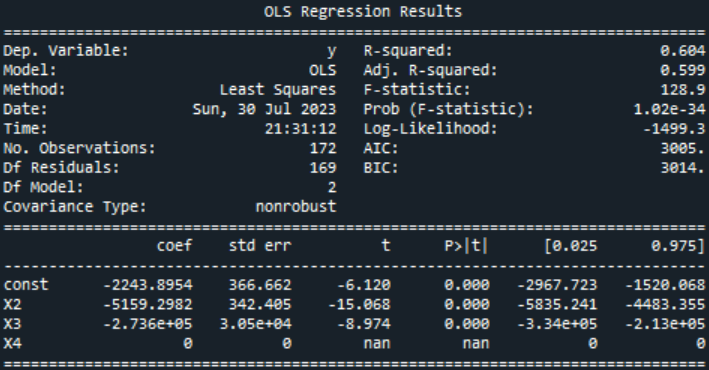 OLS Regression Results
==============================================================================
Dep. Variable:                      y   R-squared:                       0.604
Model:                            OLS   Adj. R-squared:                  0.599
Method:                 Least Squares   F-statistic:                     128.9
Date:                Sun, 30 Jul 2023   Prob (F-statistic):           1.02e-34
Time:                        21:31:12   Log-Likelihood:                -1499.3
No. Observations:                 172   AIC:                             3005.
Df Residuals:                     169   BIC:                             3014.
Df Model:                           2
Covariance Type:            nonrobust
==============================================================================
coef    std err          t      P>|t|      [0.025      0.975]
------------------------------------------------------------------------------
const      -2243.8954    366.662     -6.120      0.000   -2967.723   -1520.068
X2         -5159.2982    342.405    -15.068      0.000   -5835.241   -4483.355
X3         -2.736e+05   3.05e+04     -8.974      0.000   -3.34e+05   -2.13e+05
X4                  0          0        nan        nan           0           0
==============================================================================